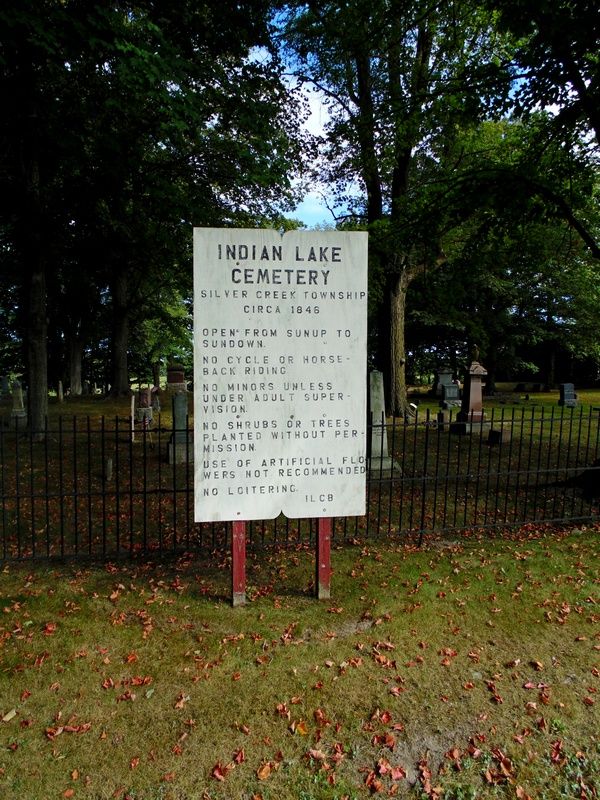 INDIAN LAKE
CEMETERY
SILVER CREEK TOWNSHIP
CIRCA 1846
OPEN FROM SUNUP TO
SUNDOWN.
NO CYCLE OR HORSE-
BACK RIDING
NO MINORS UNLESS
UNDER ADULT SUPER-
VISION.
NO SHRUBS OR TREES
PLANTED WITHOUT PER-
MISSION.
USE OF ARTIFICIAL FLO
WERS NOT RECOMMENDED
NO LOITERING.
ILCB